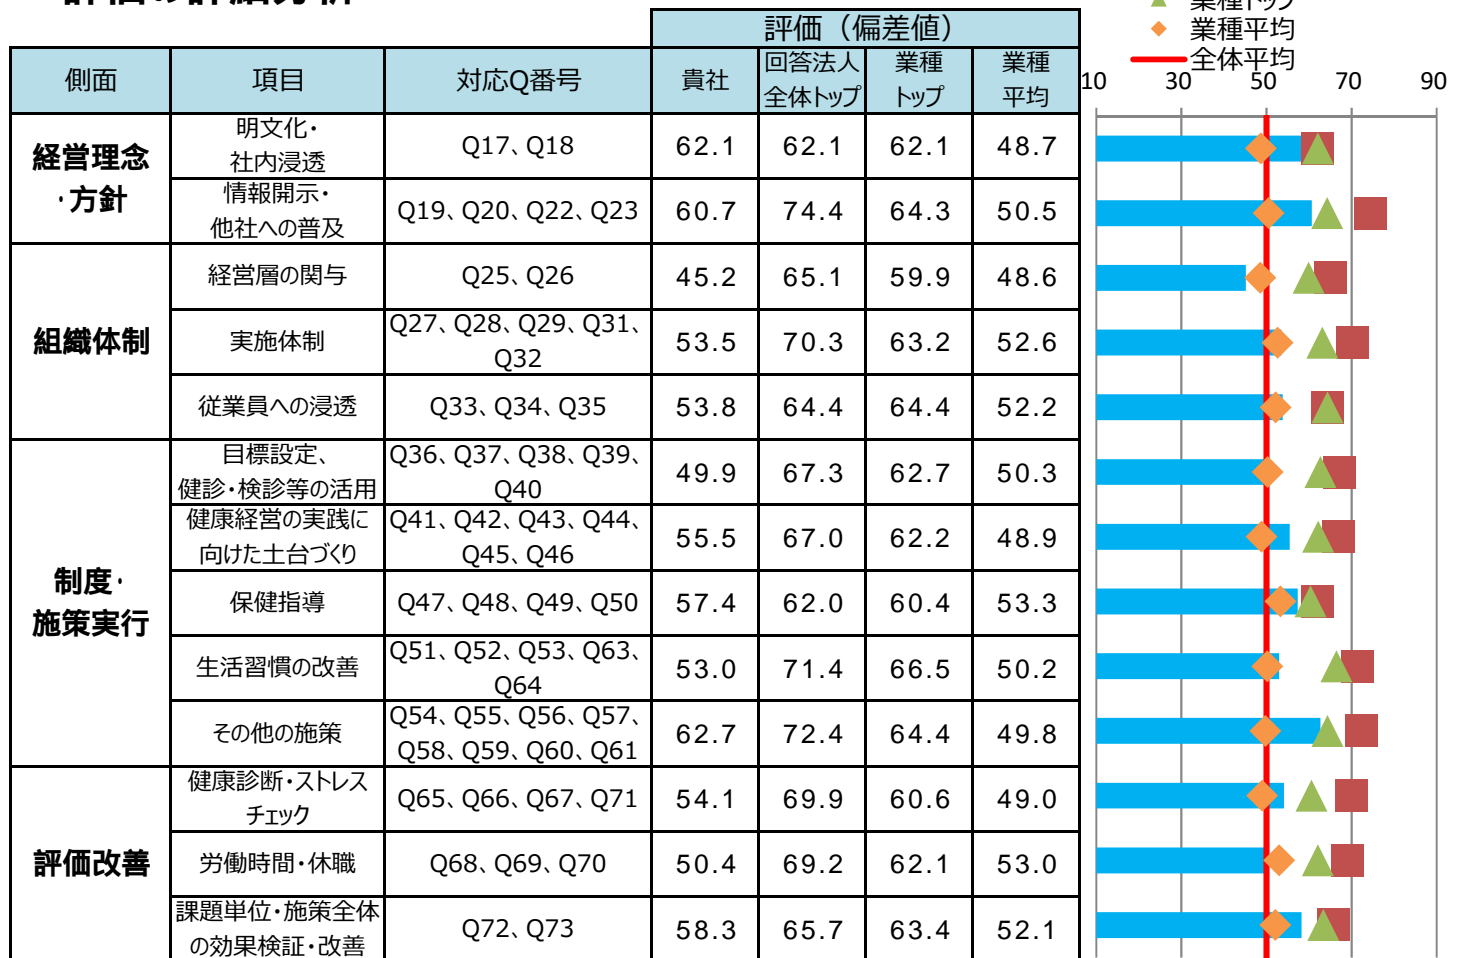 評価の詳細分析
業種トップ
業種平均
全体平均
評価（偏差値）
側面 項目 対応Q番号 貴社 回答法人全体トップ 業種トップ 業種平均
10 30 50 70 90
経営理念・方針
明文化・社内浸透 Q17、Q18 62.1 62.1 62.1 48.7
情報開示・他社への普及 Q19、Q20、Q22、Q23 60.7 74.4 64.3 50.5
組織体制
経営層の関与 Q25、Q26 45.2 65.1 59.9 48.6
実施体制 Q27、Q28、Q29、Q31、Q32 53.5 70.3 63.2 52.6
従業員への浸透 Q33、Q34、Q35 53.8 64.4 64.4 52.2
制度・施策実行
目標設定、健診・検診等の活用 Q36、Q37、Q38、Q39、Q40 49.9 67.3 62.7 50.3
健康経営の実践に向けた土台づくり Q41、Q42、Q43、Q44、Q45、Q46 55.5 67.0 62.2 48.9
保健指導 Q47、Q48、Q49、Q50 57.4 62.0 60.4 53.3
生活習慣の改善 Q51、Q52、Q53、Q63、Q64 53.0 71.4 66.5 50.2
その他の施策 Q54、Q55、Q56、Q57、Q58、Q59、Q60、Q61 62.7 72.4 64.4 49.8
評価改善
健康診断・ストレスチェック Q65、Q66、Q67、Q71 54.1 69.9 60.6 49.0
労働時間・休職 Q68、Q69、Q70 50.4 69.2 62.1 53.0
課題単位・施策全体の効果検証・改善 Q72、Q73 58.3 65.7 63.4 52.1